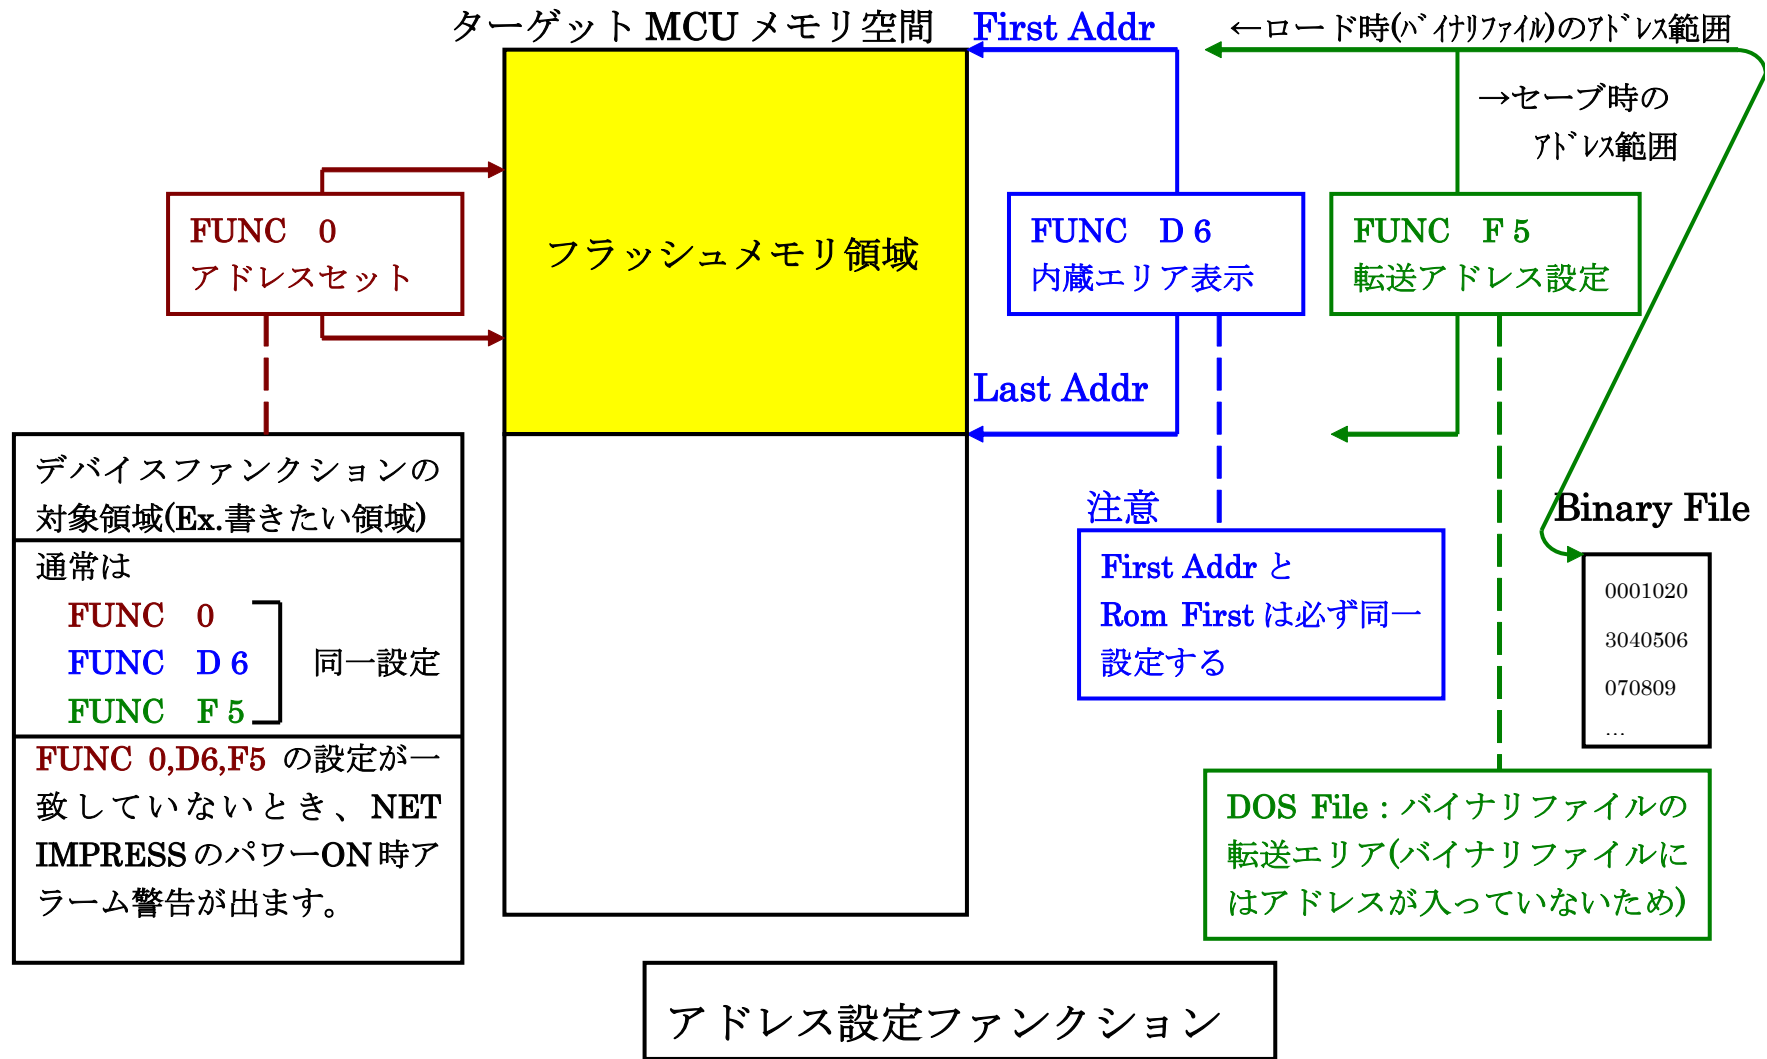 ターゲット MCU メモリ空間
First Addr
←ロード時(ﾊﾞｲﾅﾘﾌｧｲﾙ)のｱﾄﾞﾚｽ範囲
→セーブ時の
ｱﾄﾞﾚｽ範囲
FUNC 0
アドレスセット
フラッシュメモリ領域
FUNC D 6
内蔵エリア表示
FUNC F 5
転送アドレス設定
Last Addr
デバイスファンクションの
対象領域(Ex.書きたい領域)
通常は
FUNC 0
FUNC D 6
FUNC F 5
同一設定
FUNC 0,D6,F5 の設定が一
致していないとき、NET
IMPRESS のパワーON 時ア
ラーム警告が出ます。
注意
First Addr と
Rom First は必ず同一
設定する
Binary File
0001020
3040506
070809
…
DOS File：バイナリファイルの
転送エリア(バイナリファイルに
はアドレスが入っていないため)
アドレス設定ファンクション